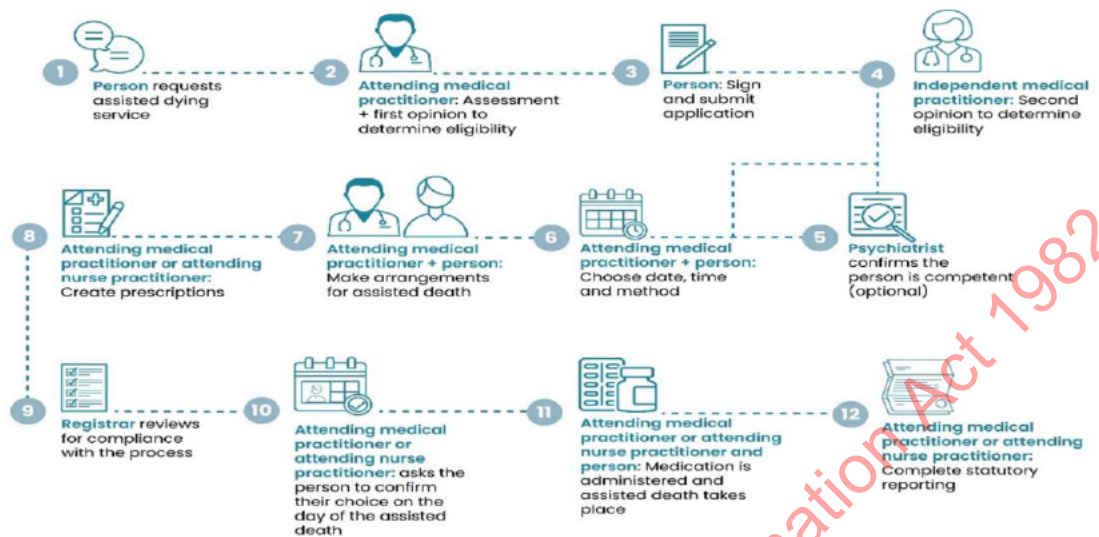 1
Person requests
assisted dying
service
2
Attending medical
practitioner: Assessment
+ first opinion to
determine eligibility
3
Person: Sign
and submit
application
4
Independent medical
practitioner: Second
opinion to determine
eligibility
8
Attending medical
practitioner or attending
nurse practitioner:
Create prescriptions
7
Attending medical
practitioner + person:
Make arrangements
for assisted death
6
Attending medical
practitioner + person:
Choose date, time
and method
5
Psychiatrist
confirms the
person is competent
(optional)
9
Registrar reviews
for compliance
with the process
10
Attending medical
practitioner or
attending nurse
practitioner: asks the
person to confirm
their choice on the
day of the assisted
death
11
Attending medical
practitioner or attending
nurse practitioner and
person: Medication is
administered and
assisted death takes
place
12
Attending medical
practitioner or attending
nurse practitioner:
Complete statutory
reporting
Act 1982